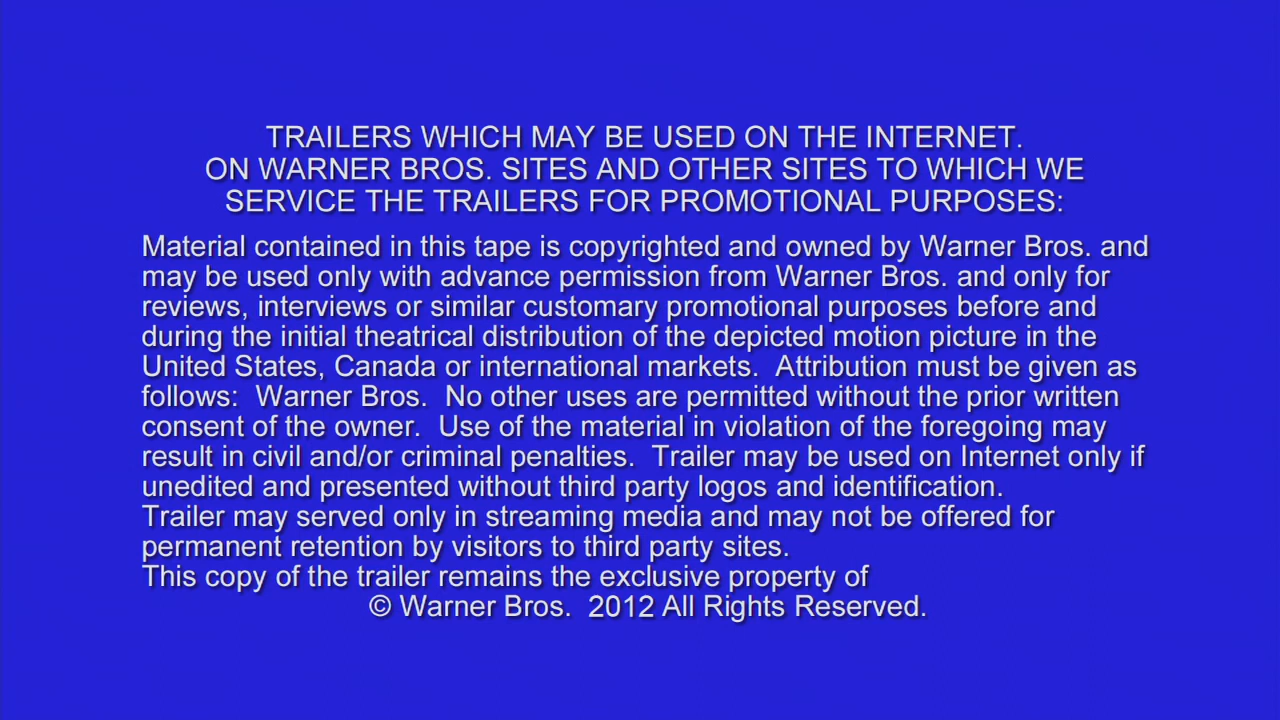 TRAILERS WHICH MAY BE USED ON THE INTERNET.
ON WARNER BROS. SITES AND OTHER SITES TO WHICH WE
SERVICE THE TRAILERS FOR PROMOTIONAL PURPOSES:
Material contained in this tape is copyrighted and owned by Warner Bros. and
may be used only with advance permission from Warner Bros. and only for
reviews, interviews or similar customary promotional purposes before and
during the initial theatrical distribution of the depicted motion picture in the
United States, Canada or international markets.  Attribution must be given as
follows:  Warner Bros.  No other uses are permitted without the prior written
consent of the owner.  Use of the material in violation of the foregoing may
result in civil and/or criminal penalties.  Trailer may be used on Internet only if
unedited and presented without third party logos and identification.
Trailer may served only in streaming media and may not be offered for
permanent retention by visitors to third party sites.
This copy of the trailer remains the exclusive property of
© Warner Bros.  2012 All Rights Reserved.